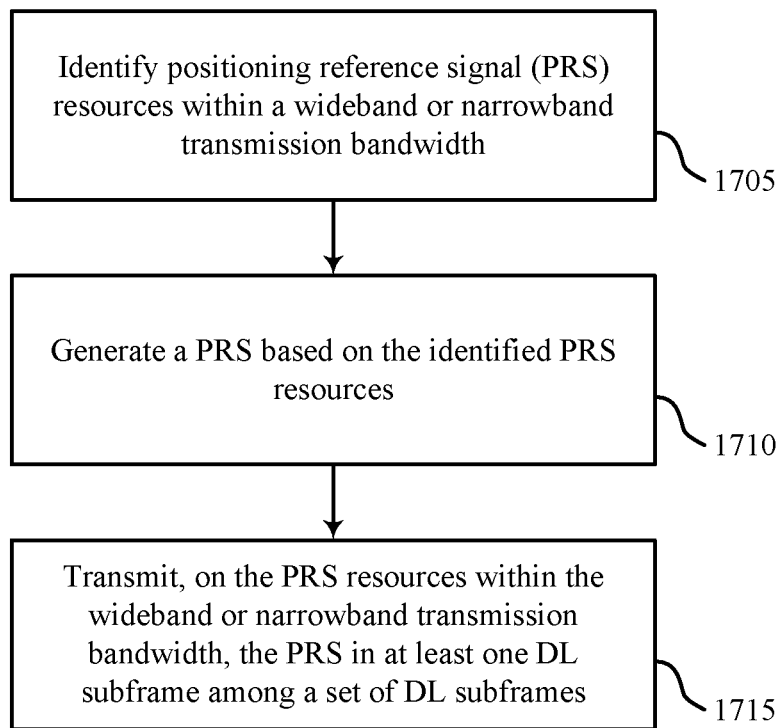 Identify positioning reference signal (PRS)
resources within a wideband or narrowband
transmission bandwidth
1705
Generate a PRS based on the identified PRS
resources
1710
Transmit, on the PRS resources within the
wideband or narrowband transmission
bandwidth, the PRS in at least one DL
subframe among a set of DL subframes
1715